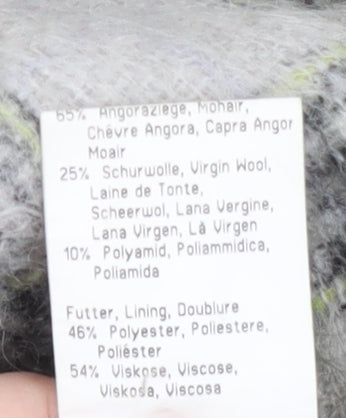 65% Angoraziege, Mohair,
Chèvre Angora, Capra Angor
Moair
25% Schurwolle, Virgin Wool,
Laine de Tonte,
Scheerwol, Lana Vergine,
Lana Virgen, Là Virgen
10% Polyamid, Poliammidica,
Poliamida
Futter, Lining, Doublure
46% Polyester, Poliestere,
Poliéster
54% Viskose, Viscose,
Viskosa, Viscosa